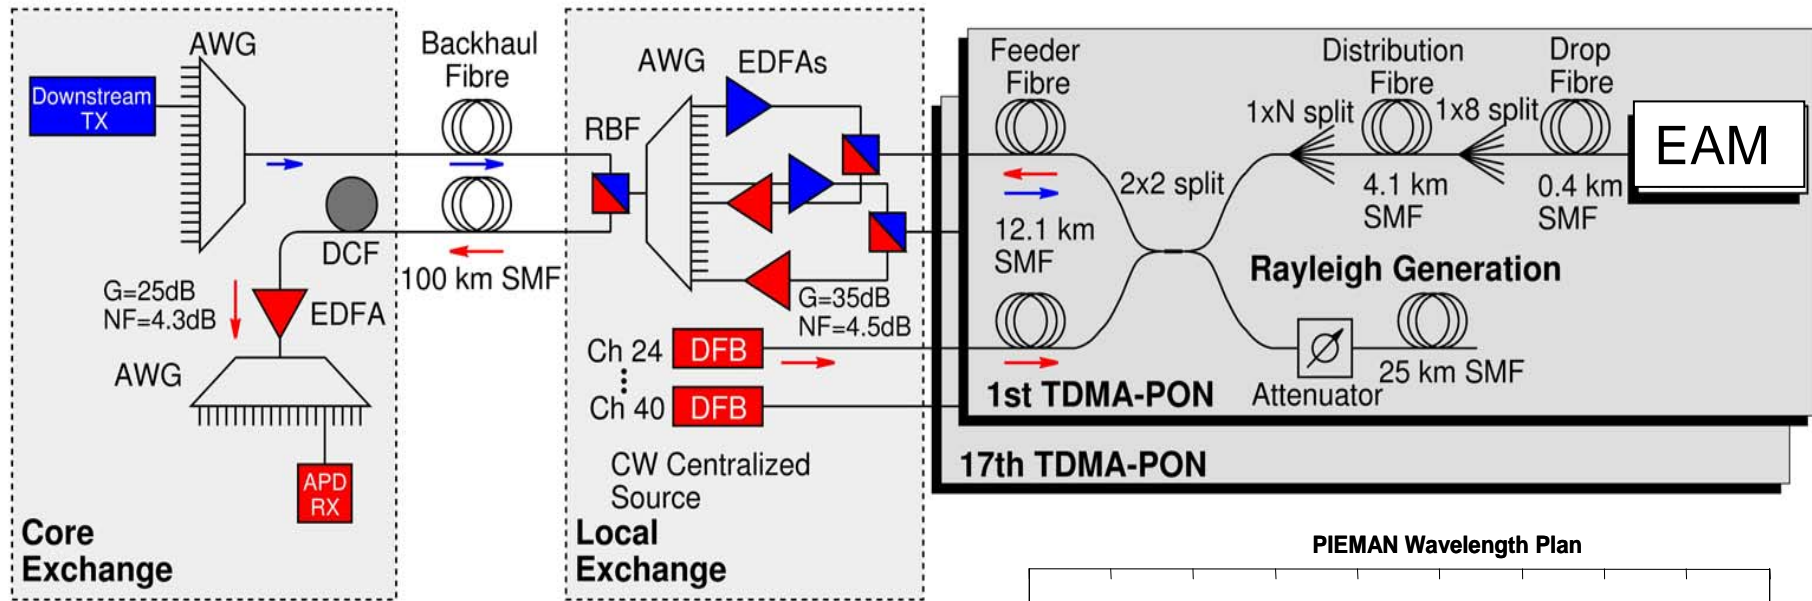 AWG
Downstream
TX
DCF
G=25dB
NF=4.3dB
EDFA
AWG
APD
RX
Core
Exchange
Backhaul
Fibre
100 km SMF
AWG
EDFAs
RBF
G=35dB
NF=4.5dB
Ch 24
DFB
Ch 40
DFB
CW Centralized
Source
Local
Exchange
Feeder
Fibre
Distribution
Fibre
Drop
Fibre
1xN split
1x8 split
EAM
2x2 split
4.1 km
SMF
0.4 km
SMF
12.1 km
SMF
Rayleigh Generation
Attenuator
25 km SMF
1st TDMA-PON
17th TDMA-PON
PIEMAN Wavelength Plan